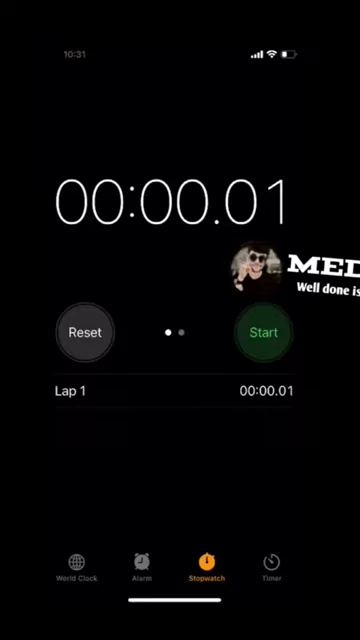 10:31
00:00.01
MED
Well done is
Reset
Start
Lap 1 00:00.01
World Clock Alarm Stopwatch Timer